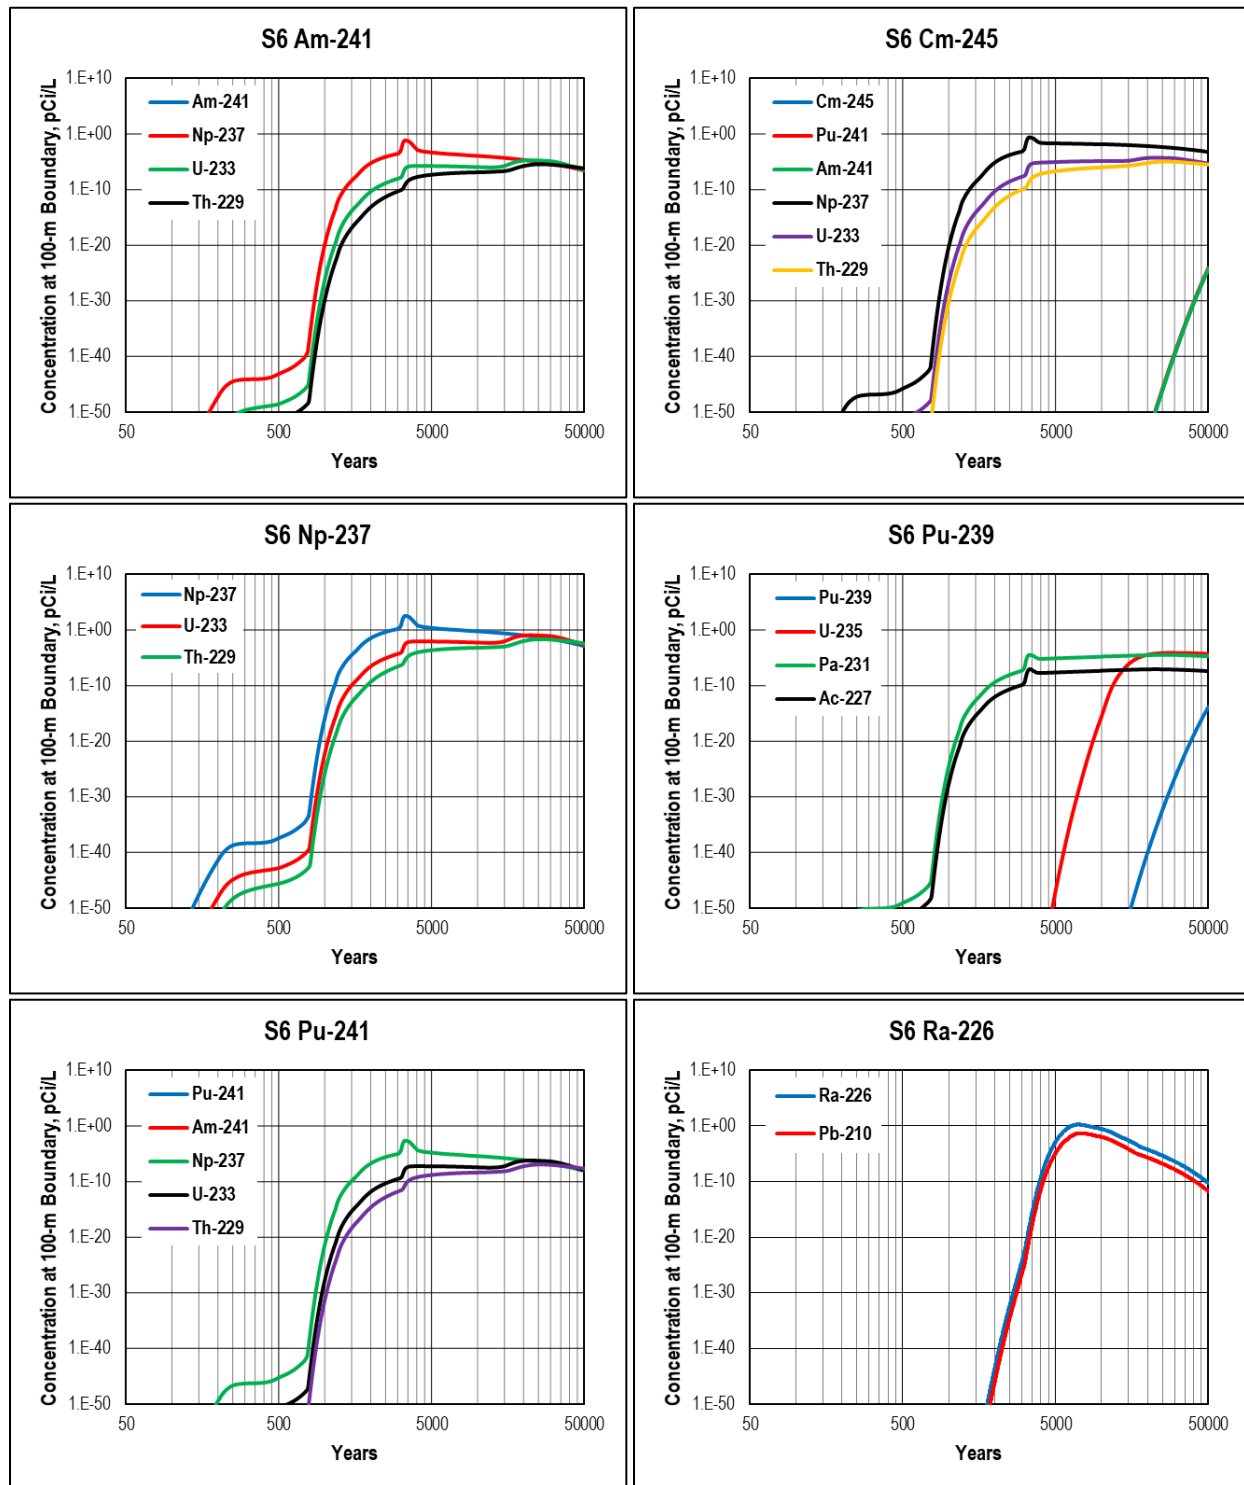 S6 Am-241
Concentration at 100-m Boundary, pCi/L
1.E+10
1.E+00
1.E-10
1.E-20
1.E-30
1.E-40
1.E-50
Am-241
Np-237
U-233
Th-229
50
500
5000
50000
Years
S6 Cm-245
Concentration at 100-m Boundary, pCi/L
1.E+10
1.E+00
1.E-10
1.E-20
1.E-30
1.E-40
1.E-50
Cm-245
Pu-241
Am-241
Np-237
U-233
Th-229
50
500
5000
50000
Years
S6 Np-237
Concentration at 100-m Boundary, pCi/L
1.E+10
1.E+00
1.E-10
1.E-20
1.E-30
1.E-40
1.E-50
Np-237
U-233
Th-229
50
500
5000
50000
Years
S6 Pu-239
Concentration at 100-m Boundary, pCi/L
1.E+10
1.E+00
1.E-10
1.E-20
1.E-30
1.E-40
1.E-50
Pu-239
U-235
Pa-231
Ac-227
50
500
5000
50000
Years
S6 Pu-241
Concentration at 100-m Boundary, pCi/L
1.E+10
1.E+00
1.E-10
1.E-20
1.E-30
1.E-40
1.E-50
Pu-241
Am-241
Np-237
U-233
Th-229
50
500
5000
50000
Years
S6 Ra-226
Concentration at 100-m Boundary, pCi/L
1.E+10
1.E+00
1.E-10
1.E-20
1.E-30
1.E-40
1.E-50
Ra-226
Pb-210
50
500
5000
50000
Years